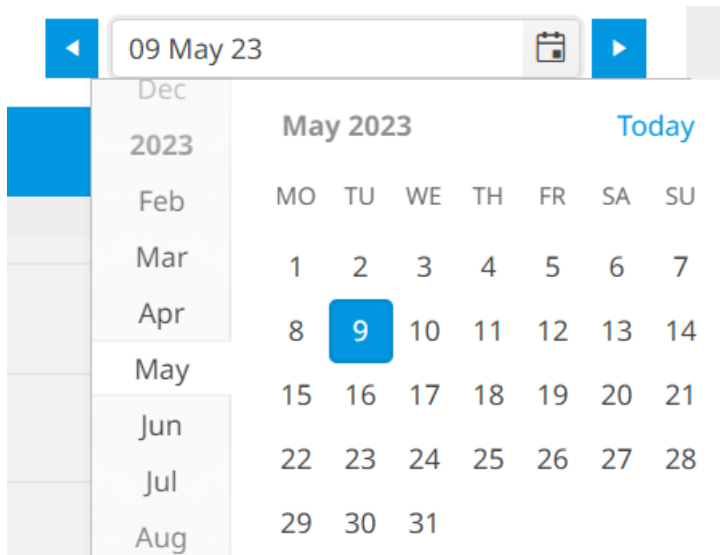 09 May 23
Dec
2023
Feb
Mar
Apr
May
Jun
Jul
Aug
May 2023 Today
MO TU WE TH FR SA SU
1 2 3 4 5 6 7
8 9 10 11 12 13 14
15 16 17 18 19 20 21
22 23 24 25 26 27 28
29 30 31